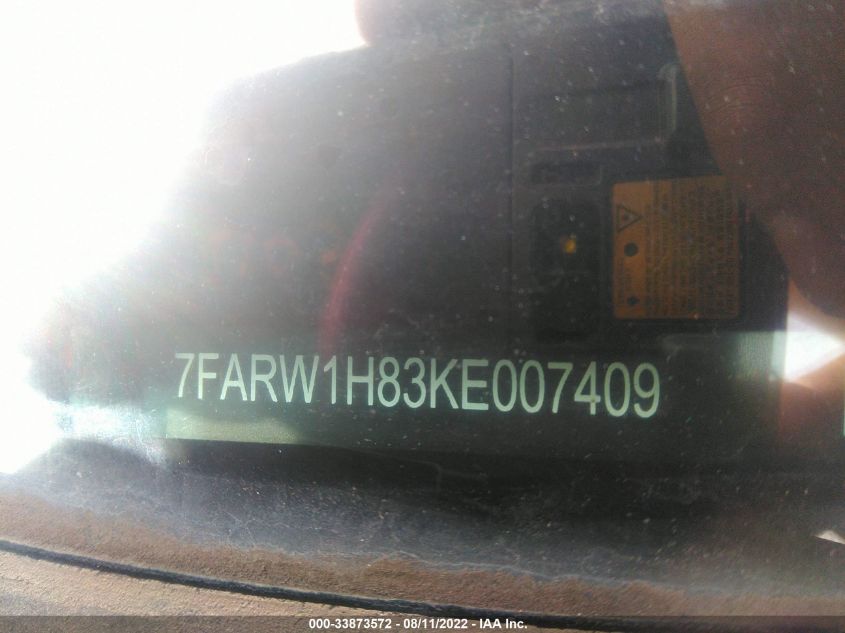 7FARW1H83KE007409
000-33873572 - 08/11/2022 - IAA Inc.